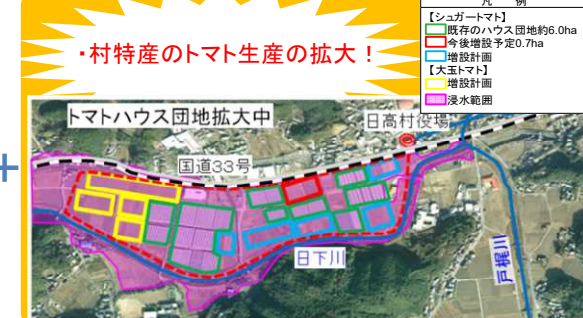 ・村特産のトマト生産の拡大！
凡　例
【シュガートマト】
既存のハウス団地約6.0ha
今後増設予定0.7ha
増設計画
【大玉トマト】
増設計画
浸水範囲
トマトハウス団地拡大中
日高村役場
国道33号
日下川
戸梶川